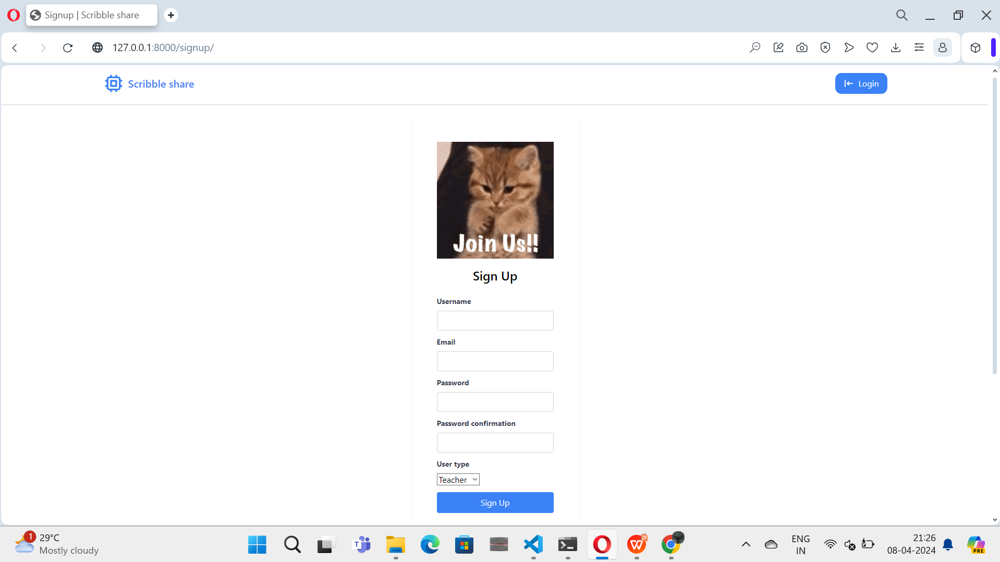 Signup | Scribble share
127.0.0.1:8000/signup/
Scribble share
Login
Join Us!!
Sign Up
Username
Email
Password
Password confirmation
User type
Teacher
Sign Up
1
29°C
Mostly cloudy
T
W
P
ENG
IN
21:26
08-04-2024
PRE